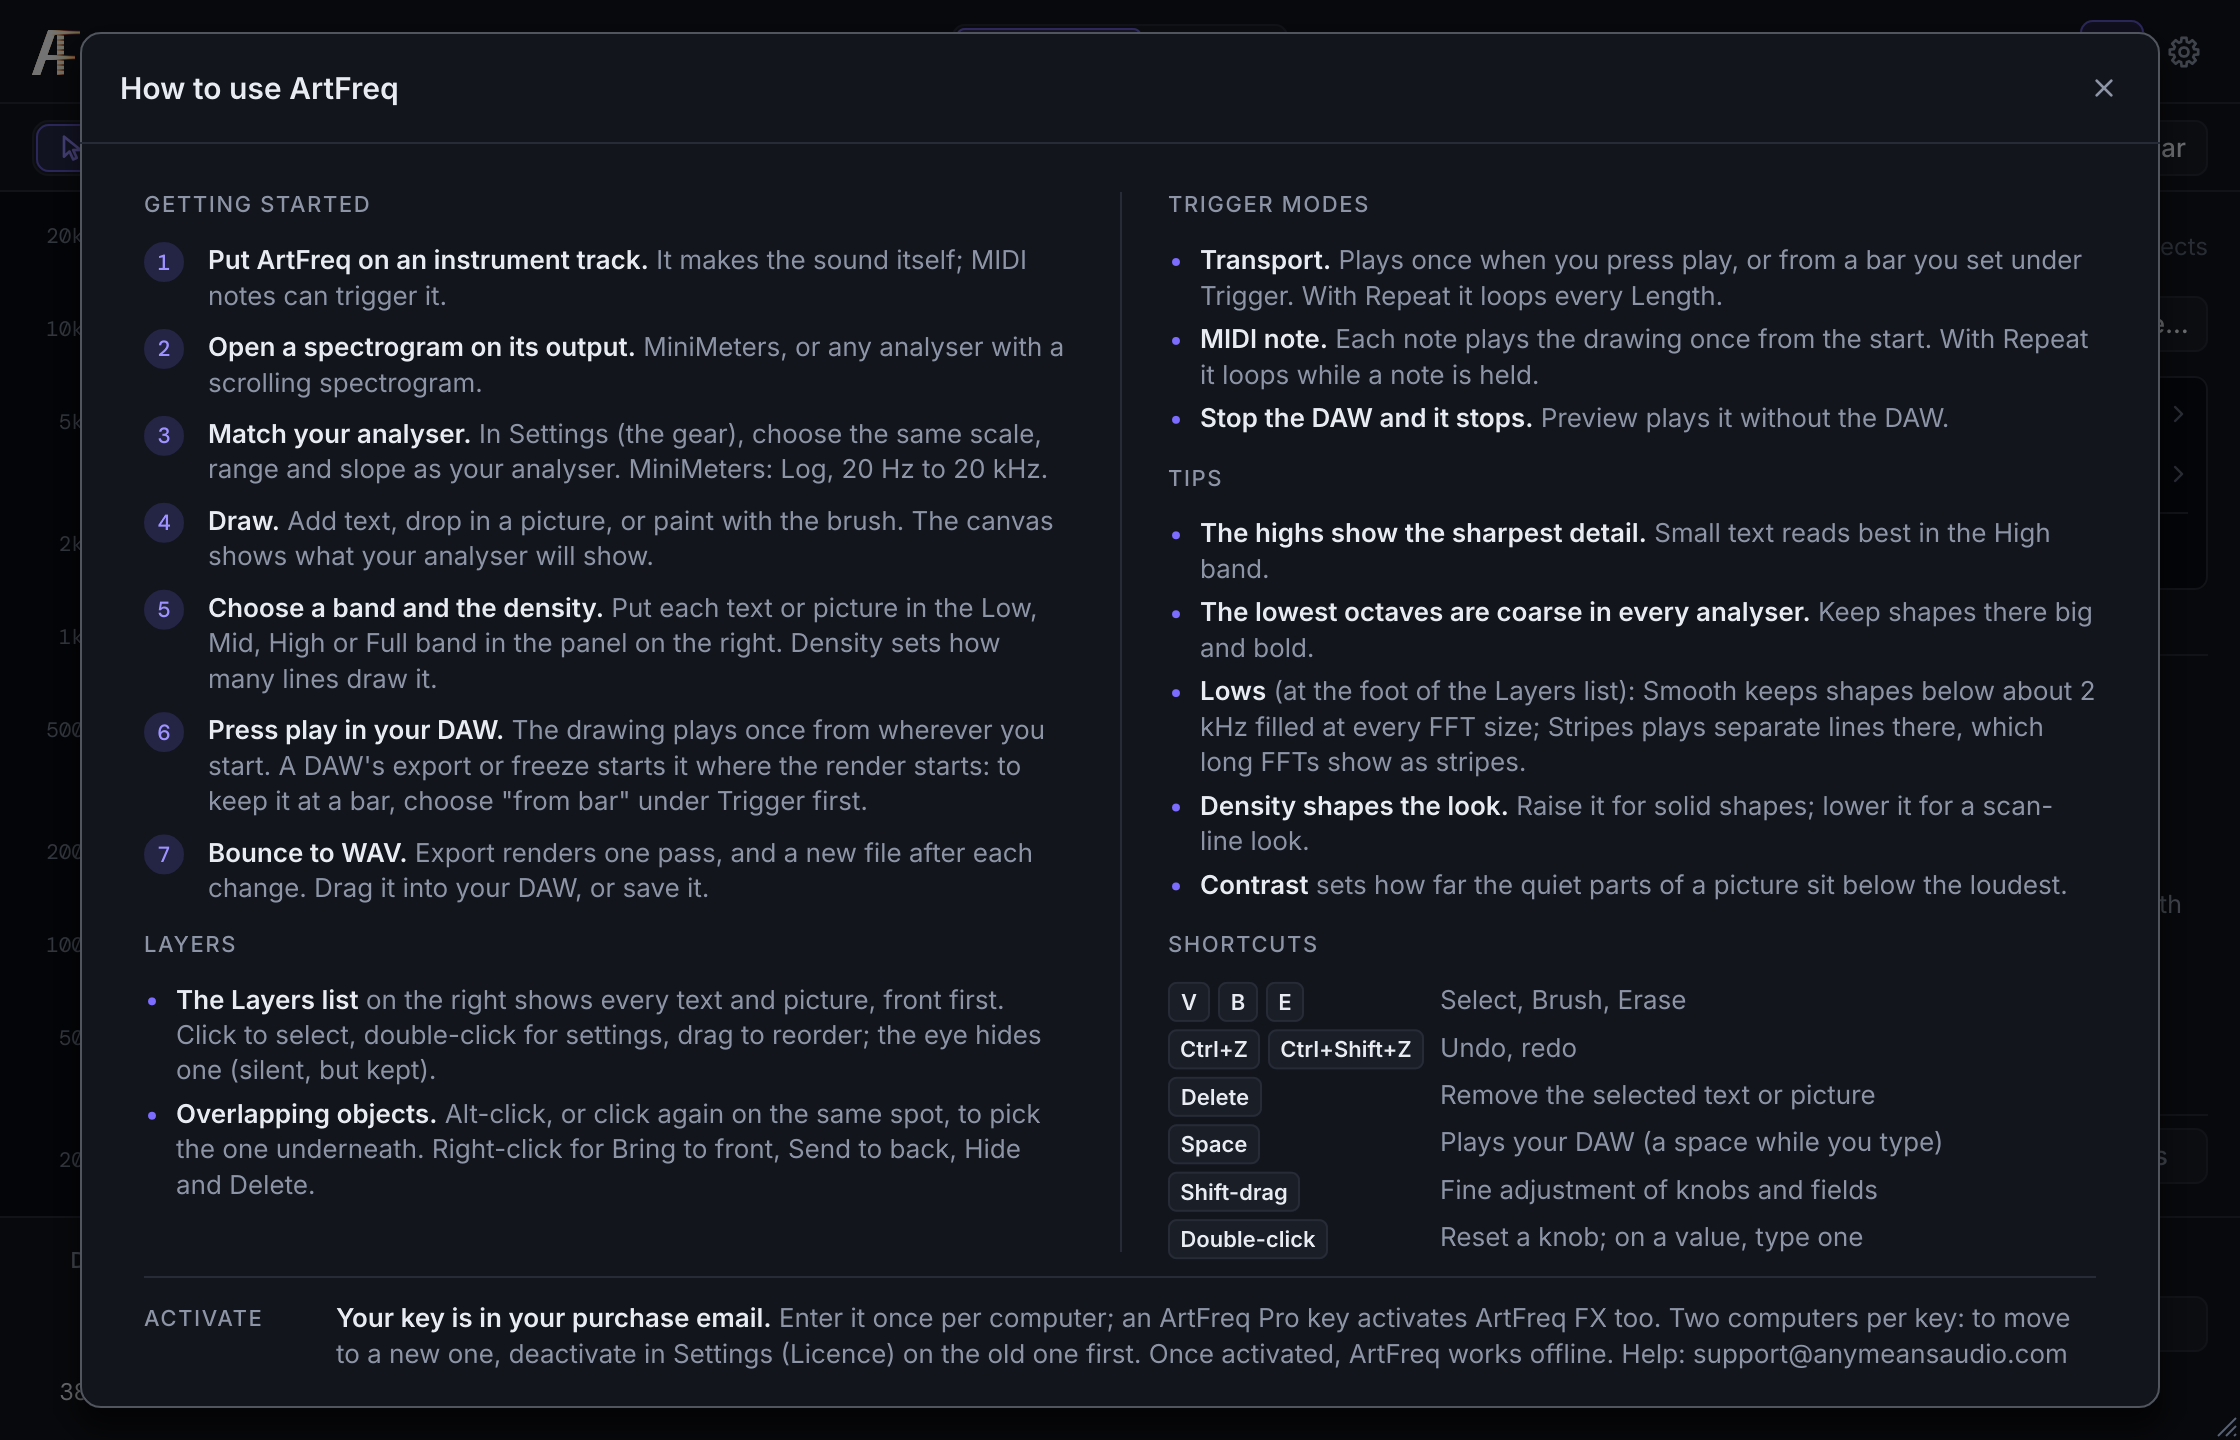 How to use ArtFreq
GETTING STARTED
1 Put ArtFreq on an instrument track. It makes the sound itself; MIDI
notes can trigger it.
2 Open a spectrogram on its output. MiniMeters, or any analyser with a
scrolling spectrogram.
3 Match your analyser. In Settings (the gear), choose the same scale,
range and slope as your analyser. MiniMeters: Log, 20 Hz to 20 kHz.
4 Draw. Add text, drop in a picture, or paint with the brush. The canvas
shows what your analyser will show.
5 Choose a band and the density. Put each text or picture in the Low,
Mid, High or Full band in the panel on the right. Density sets how
many lines draw it.
6 Press play in your DAW. The drawing plays once from wherever you
start. A DAW's export or freeze starts it where the render starts: to
keep it at a bar, choose "from bar" under Trigger first.
7 Bounce to WAV. Export renders one pass, and a new file after each
change. Drag it into your DAW, or save it.
LAYERS
• The Layers list on the right shows every text and picture, front first.
Click to select, double-click for settings, drag to reorder; the eye hides
one (silent, but kept).
• Overlapping objects. Alt-click, or click again on the same spot, to pick
the one underneath. Right-click for Bring to front, Send to back, Hide
and Delete.
TRIGGER MODES
• Transport. Plays once when you press play, or from a bar you set under
Trigger. With Repeat it loops every Length.
• MIDI note. Each note plays the drawing once from the start. With Repeat
it loops while a note is held.
• Stop the DAW and it stops. Preview plays it without the DAW.
TIPS
• The highs show the sharpest detail. Small text reads best in the High
band.
• The lowest octaves are coarse in every analyser. Keep shapes there big
and bold.
• Lows (at the foot of the Layers list): Smooth keeps shapes below about 2
kHz filled at every FFT size; Stripes plays separate lines there, which
long FFTs show as stripes.
• Density shapes the look. Raise it for solid shapes; lower it for a scan-
line look.
• Contrast sets how far the quiet parts of a picture sit below the loudest.
SHORTCUTS
V B E Select, Brush, Erase
Ctrl+Z Ctrl+Shift+Z Undo, redo
Delete Remove the selected text or picture
Space Plays your DAW (a space while you type)
Shift-drag Fine adjustment of knobs and fields
Double-click Reset a knob; on a value, type one
ACTIVATE
Your key is in your purchase email. Enter it once per computer; an ArtFreq Pro key activates ArtFreq FX too. Two computers per key: to move
to a new one, deactivate in Settings (Licence) on the old one first. Once activated, ArtFreq works offline. Help: support@anymeansaudio.com